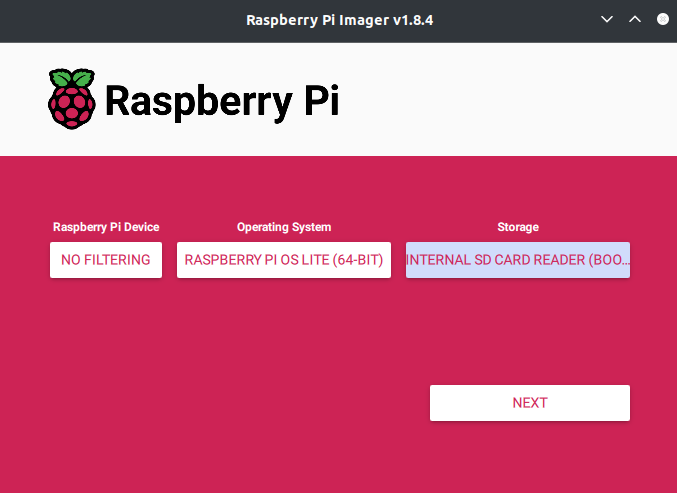 Raspberry Pi Imager v1.8.4
Raspberry Pi
Raspberry Pi Device
Operating System
Storage
NO FILTERING
RASPBERRY PI OS LITE (64-BIT)
INTERNAL SD CARD READER (BOO...
NEXT